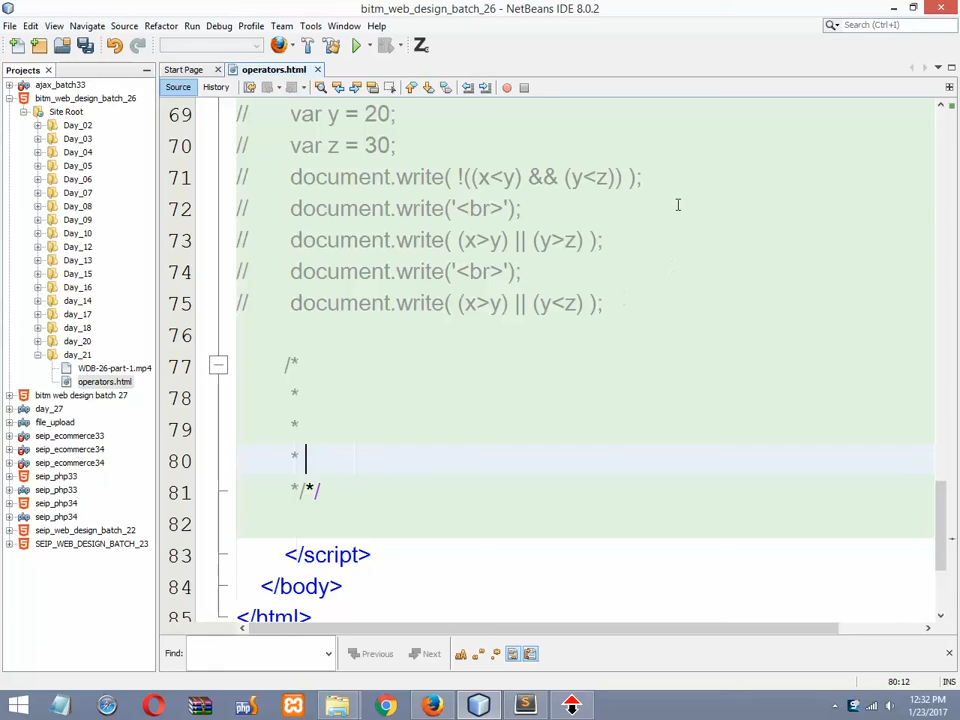 bitm_web_design_batch_26 - NetBeans IDE 8.0.2
File Edit View Navigate Source Refactor Run Debug Profile Team Tools Window Help
Search (Ctrl+I)
Projects
Start Page operators.html
Source History
ajax_batch33
bitm_web_design_batch_26
Site Root
Day_02
Day_03
Day_04
Day_05
Day_06
Day_07
Day_08
Day_09
Day_10
Day_12
Day_13
Day_15
Day_16
day_14
day_17
day_18
day_20
day_21
WDB-26-part-1.mp4
operators.html
bitm web design batch 27
day_27
file_upload
seip_ecommerce33
seip_ecommerce34
seip_ecommerce34
seip_php33
seip_php33
seip_php34
seip_php34
seip_web_design_batch_22
SEIP_WEB_DESIGN_BATCH_23
69 // var y = 20;
70 // var z = 30;
71 // document.write( !((x<y) && (y<z)) );
72 // document.write('<br>');
73 // document.write( (x>y) || (y>z) );
74 // document.write('<br>');
75 // document.write( (x>y) || (y<z) );
76
77 /*
78 *
79 *
80 *
81 */*/
82
83 </script>
84 </body>
85 </html>
Find: Previous Next
80:12 INS
12:32 PM
1/23/2017